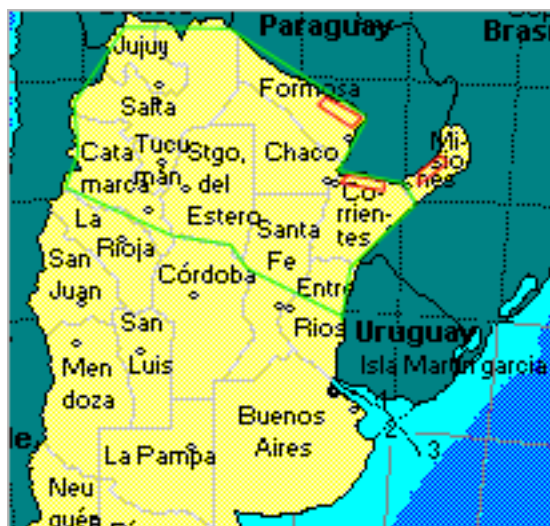 Paraguay
Brasi
Jujuy
Formosa
Salta
Tucu
mán
Cata
marca
Stgo,
del
Estero
Chaco
Mi-
sio
nes
Co-
rrien-
tes
La
Rioja
Santa
Fe
San
Juan
Córdoba
Entre
Rios
San
Luis
Uruguay
Isla Martin garcia
Men
doza
1
2
3
Buenos
Aires
La Pampa
le,
Neu
quén